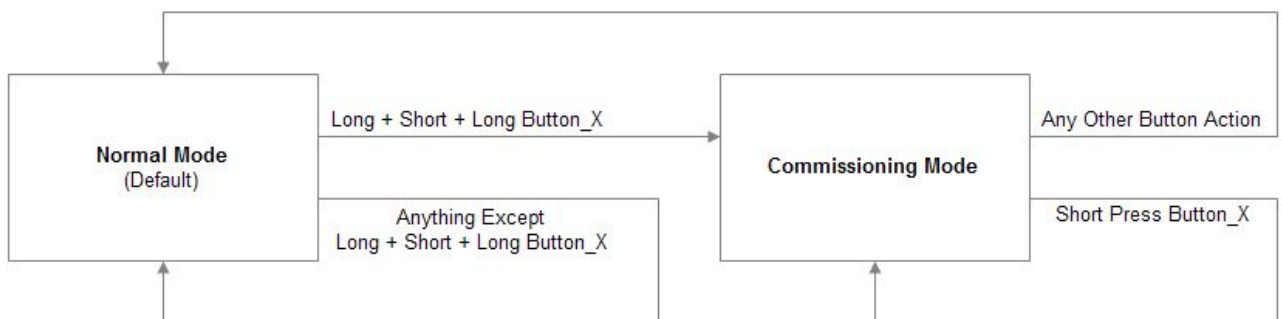 Long + Short + Long Button_X
Any Other Button Action
Normal Mode
(Default)
Commissioning Mode
Anything Except
Long + Short + Long Button_X
Short Press Button_X